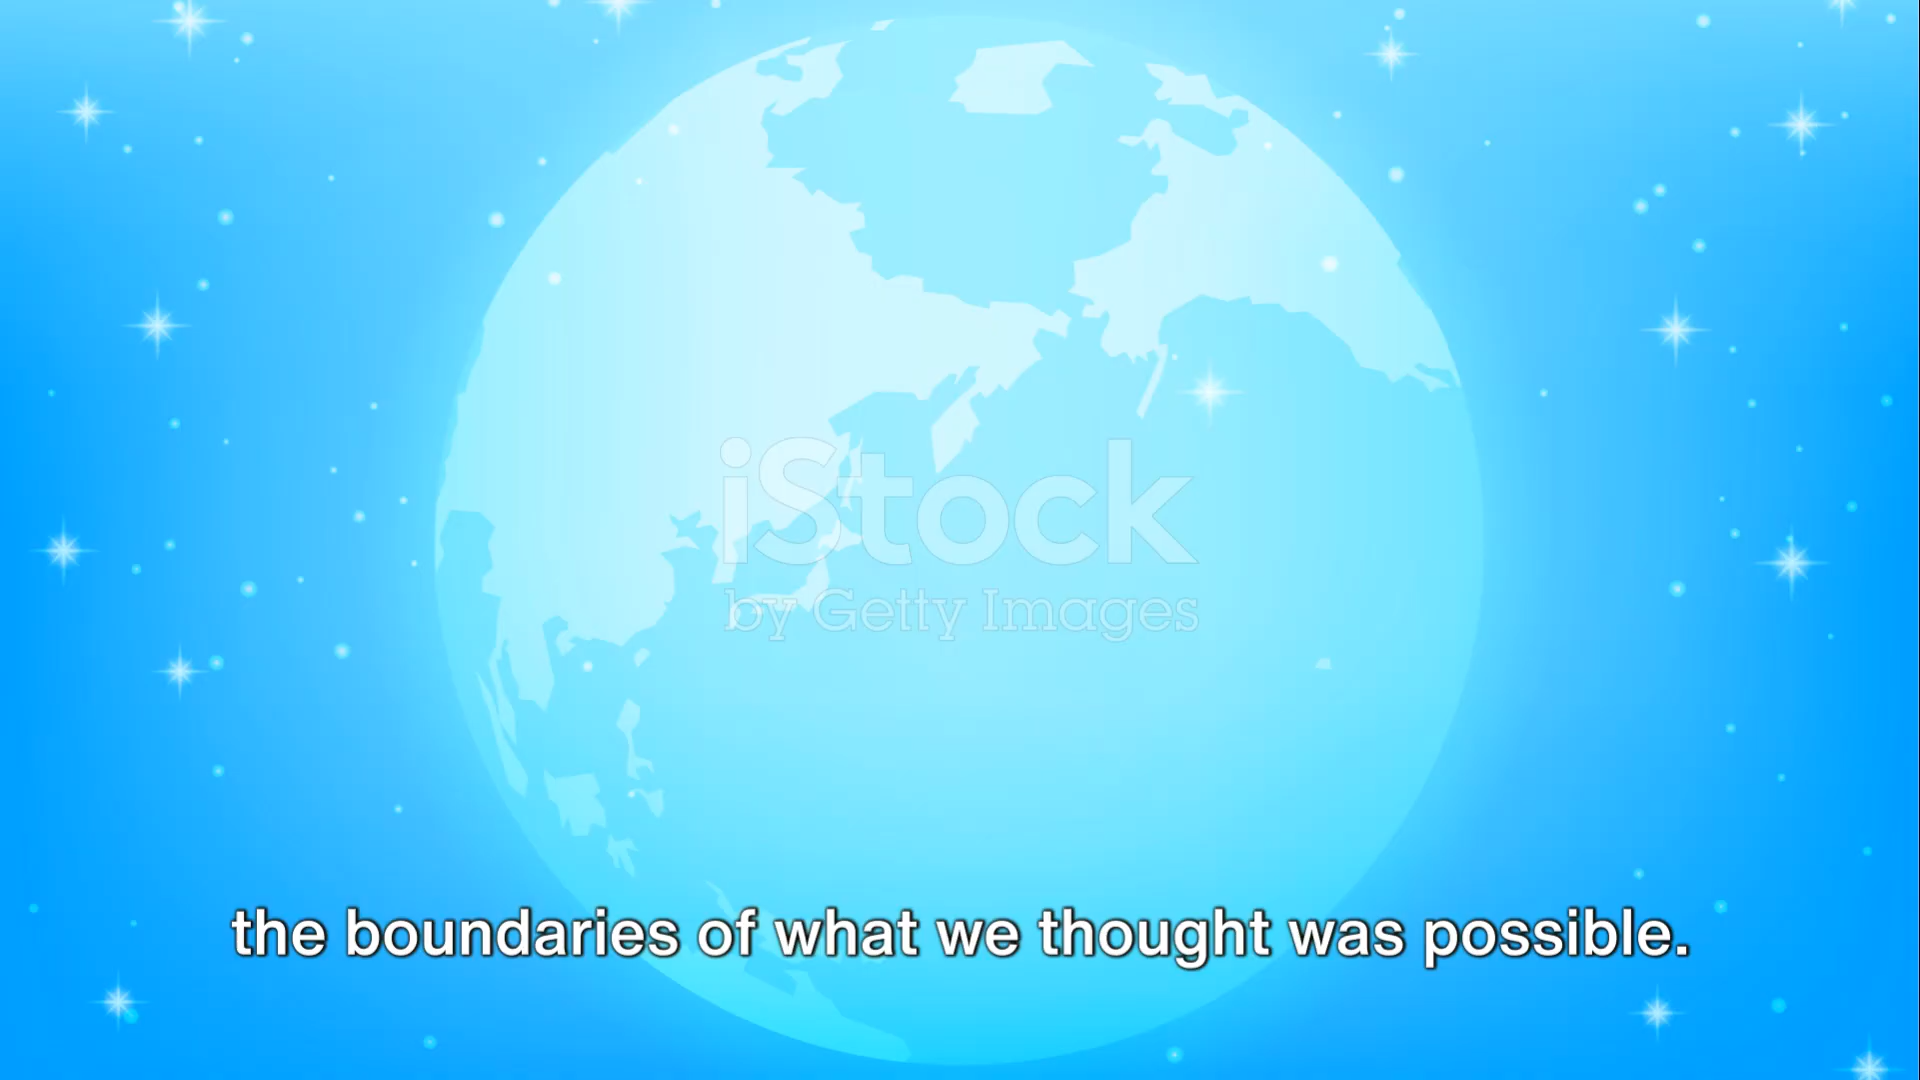 iStock
by Getty Images
the boundaries of what we thought was possible.